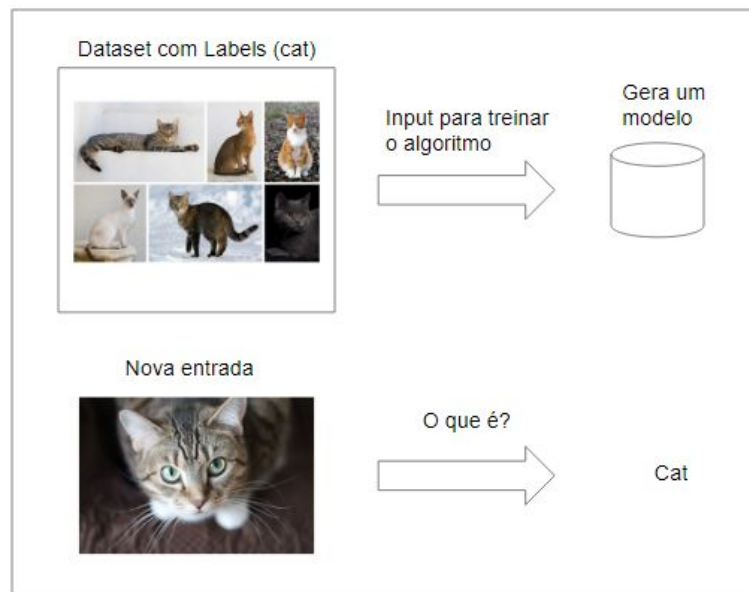 Dataset com Labels (cat)
Input para treinar
o algoritmo
Gera um
modelo
Nova entrada
O que é?
Cat